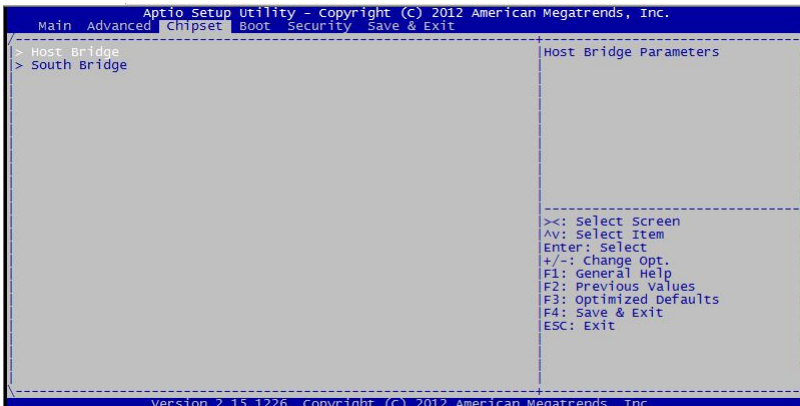 Aptio Setup Utility - Copyright (C) 2012 American Megatrends, Inc.
Main Advanced Chipset Boot Security Save & Exit
> Host Bridge
> South Bridge
Host Bridge Parameters
><: Select Screen
^v: Select Item
Enter: Select
+/-: Change Opt.
F1: General Help
F2: Previous Values
F3: Optimized Defaults
F4: Save & Exit
ESC: Exit
Version 2.15.1226. Copyright (C) 2012 American Megatrends, Inc.